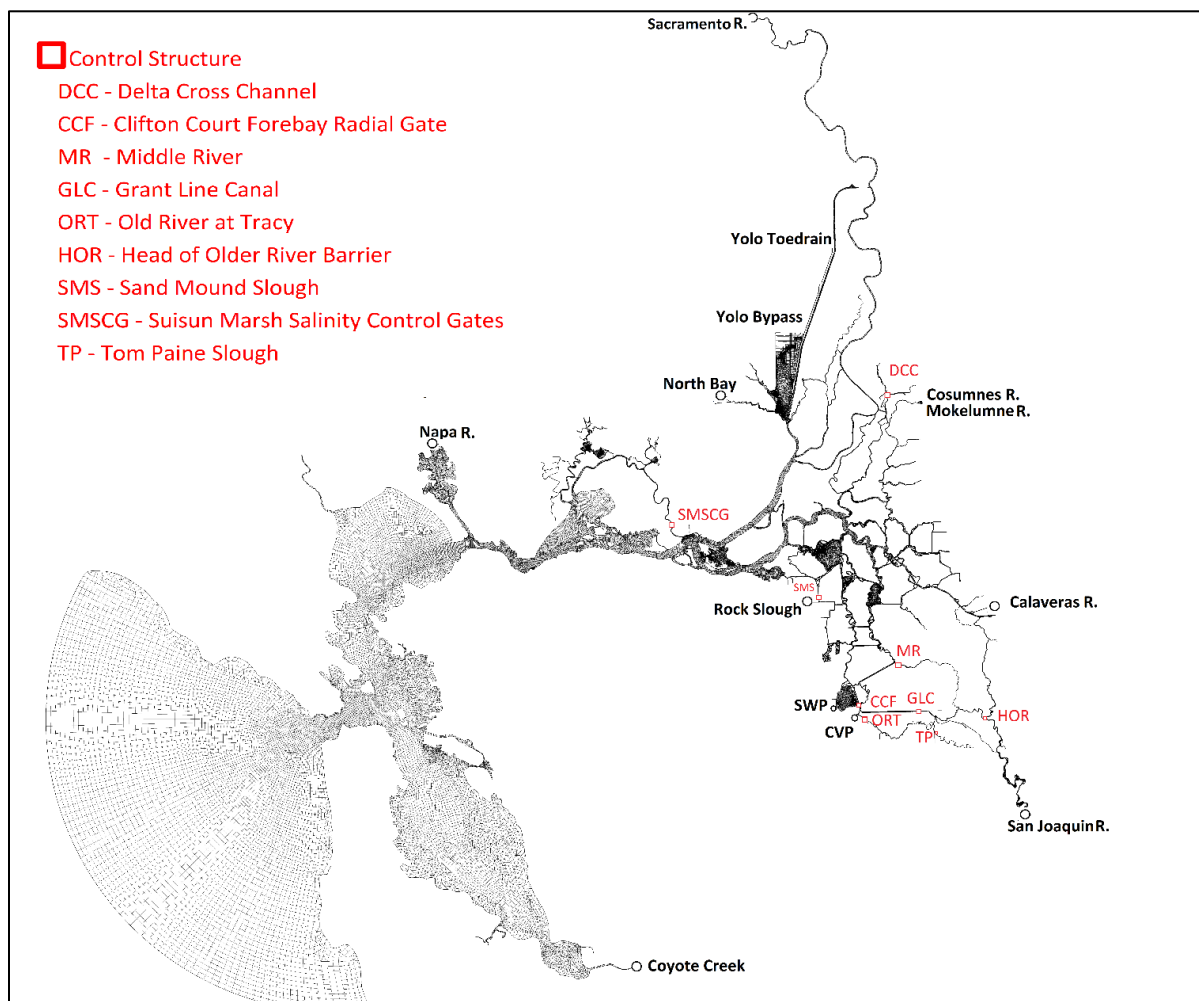 Sacramento R.
Control Structure
DCC - Delta Cross Channel
CCF - Clifton Court Forebay Radial Gate
MR - Middle River
GLC - Grant Line Canal
ORT - Old River at Tracy
HOR - Head of Older River Barrier
SMS - Sand Mound Slough
SMSCG - Suisun Marsh Salinity Control Gates
TP - Tom Paine Slough
Yolo Toedrain
Yolo Bypass
DCC
North Bay
Cosumnes R.
Mokelumne R.
Napa R.
SMSCG
SMS
Rock Slough
Calaveras R.
MR
SWP
CCF
GLC
HOR
ORT
CVP
TP
San Joaquin R.
Coyote Creek